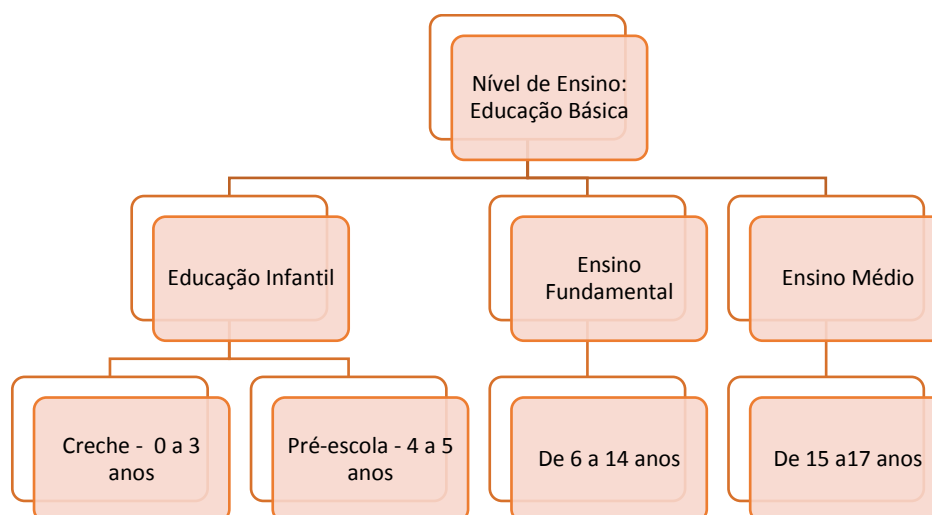 Nível de Ensino:
Educação Básica
Educação Infantil
Ensino
Fundamental
Ensino Médio
Creche - 0 a 3
anos
Pré-escola - 4 a 5
anos
De 6 a 14 anos
De 15 a17 anos